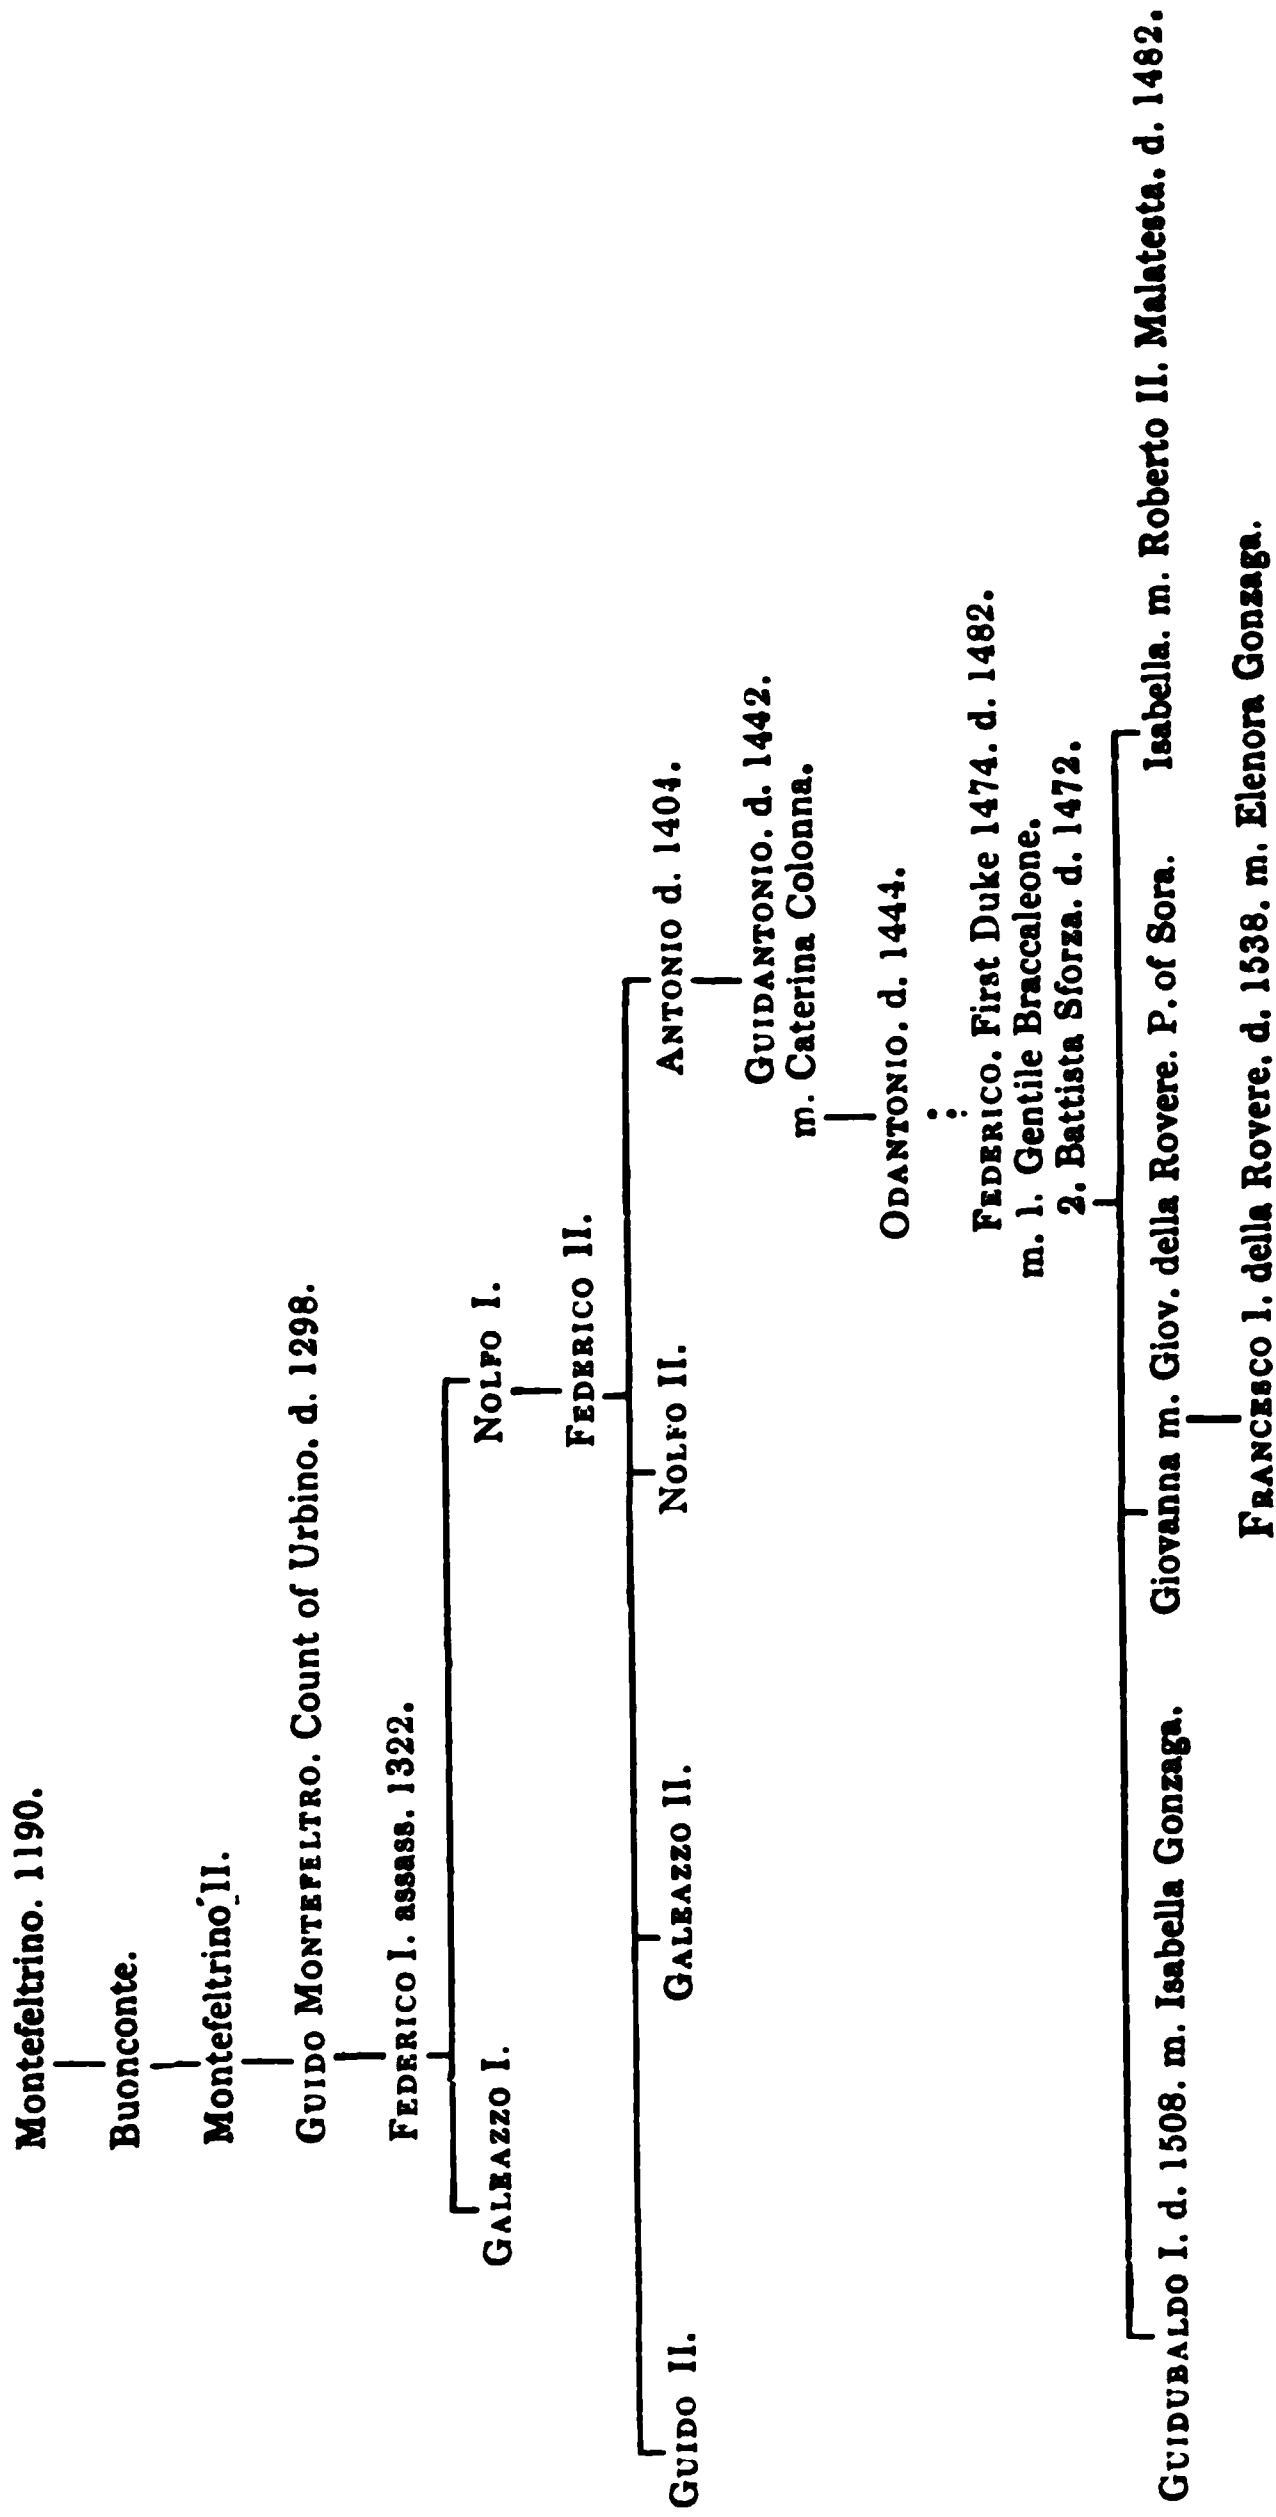 Montefeltrino. 1190.
Buonconte.
Montefeltrino II.
GUIDO MONTEFELTRO. Count of Urbino. d. 1298.
FEDERICO I. assass. 1322.
GALEAZZO I. NOLFO I.
FEDERICO II.
GUIDO II. GALEAZZO II. NOLFO II. ANTONIO d. 1404.
GUIDANTONIO. d. 1442.
m. Caterina Colonna.
ODANTONIO. d. 1444.
FEDERICO. First Duke 1474. d. 1482.
m. 1. Gentile Braccaleone.
2. Battista Sforza. d. 1472.
GUIDUBALDO I. d. 1508. m. Isabella Gonzaga. Giovanna m. Giov. della Rovere. P. of Sora. Isabella. m. Roberto II. Malatesta. d. 1482.
FRANCESCO I. della Rovere. d. 1538. m. Elenora Gonzaga.